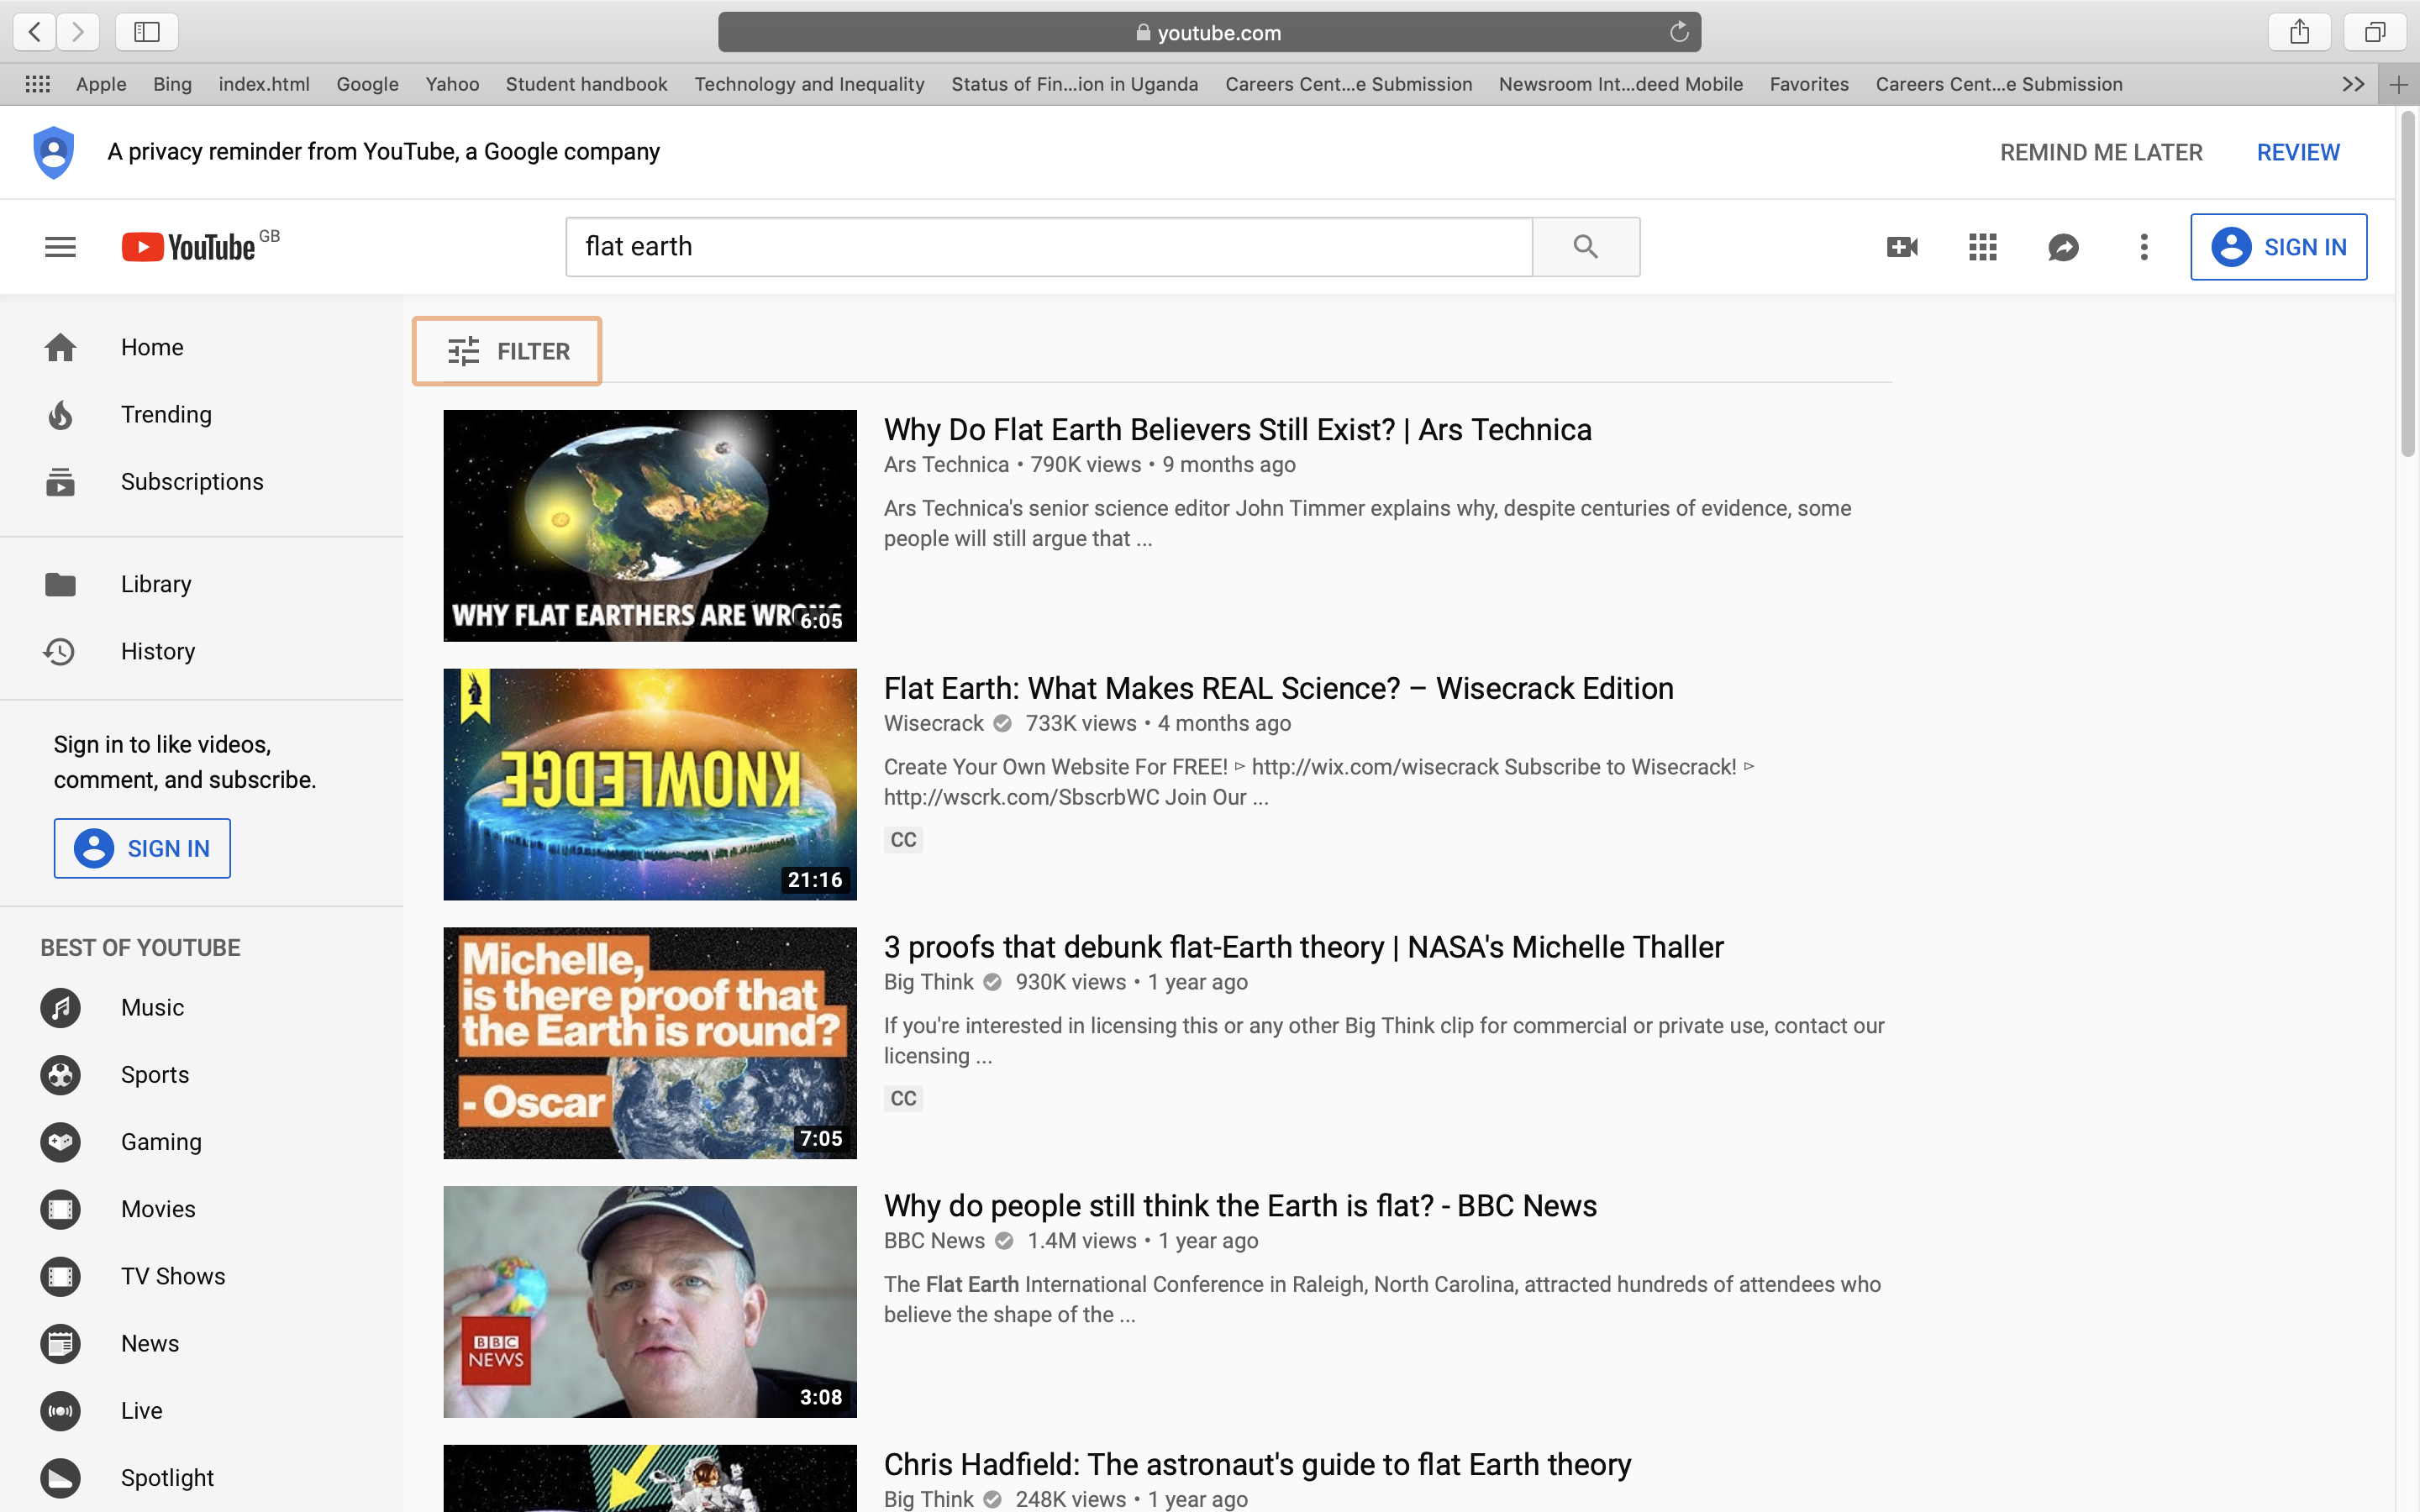 youtube.com
Apple Bing index.html Google Yahoo Student handbook Technology and Inequality Status of Fin...ion in Uganda Careers Cent...e Submission Newsroom Int...deed Mobile Favorites Careers Cent...e Submission
A privacy reminder from YouTube, a Google company
REMIND ME LATER REVIEW
YouTube GB
flat earth
SIGN IN
Home
Trending
Subscriptions
Library
History
Sign in to like videos,
comment, and subscribe.
SIGN IN
BEST OF YOUTUBE
Music
Sports
Gaming
Movies
TV Shows
News
Live
Spotlight
FILTER
WHY FLAT EARTHERS ARE WRONG
6:05
Why Do Flat Earth Believers Still Exist? | Ars Technica
Ars Technica • 790K views • 9 months ago
Ars Technica's senior science editor John Timmer explains why, despite centuries of evidence, some
people will still argue that ...
KNOWLEDGE
21:16
Flat Earth: What Makes REAL Science? – Wisecrack Edition
Wisecrack 733K views • 4 months ago
Create Your Own Website For FREE! ▻ http://wix.com/wisecrack Subscribe to Wisecrack! ▻
http://wscrk.com/SbscrbWC Join Our ...
CC
Michelle,
is there proof that
the Earth is round?
- Oscar
7:05
3 proofs that debunk flat-Earth theory | NASA's Michelle Thaller
Big Think 930K views • 1 year ago
If you're interested in licensing this or any other Big Think clip for commercial or private use, contact our
licensing ...
CC
BBC
NEWS
3:08
Why do people still think the Earth is flat? - BBC News
BBC News 1.4M views • 1 year ago
The Flat Earth International Conference in Raleigh, North Carolina, attracted hundreds of attendees who
believe the shape of the ...
Chris Hadfield: The astronaut's guide to flat Earth theory
Big Think 248K views • 1 year ago